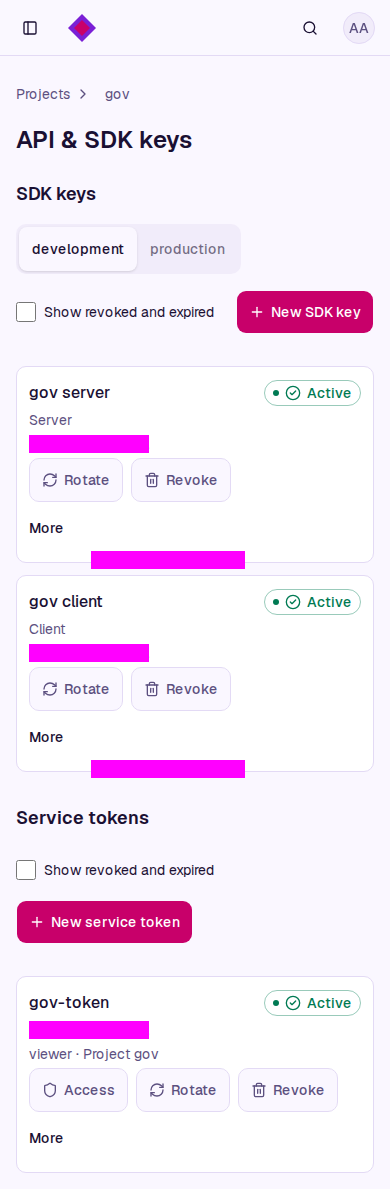 AA
Projects > gov
API & SDK keys
SDK keys
development production
Show revoked and expired
+ New SDK key
gov server
Active
Server
Rotate Revoke
More
gov client
Active
Client
Rotate Revoke
More
Service tokens
Show revoked and expired
+ New service token
gov-token
Active
viewer · Project gov
Access Rotate Revoke
More